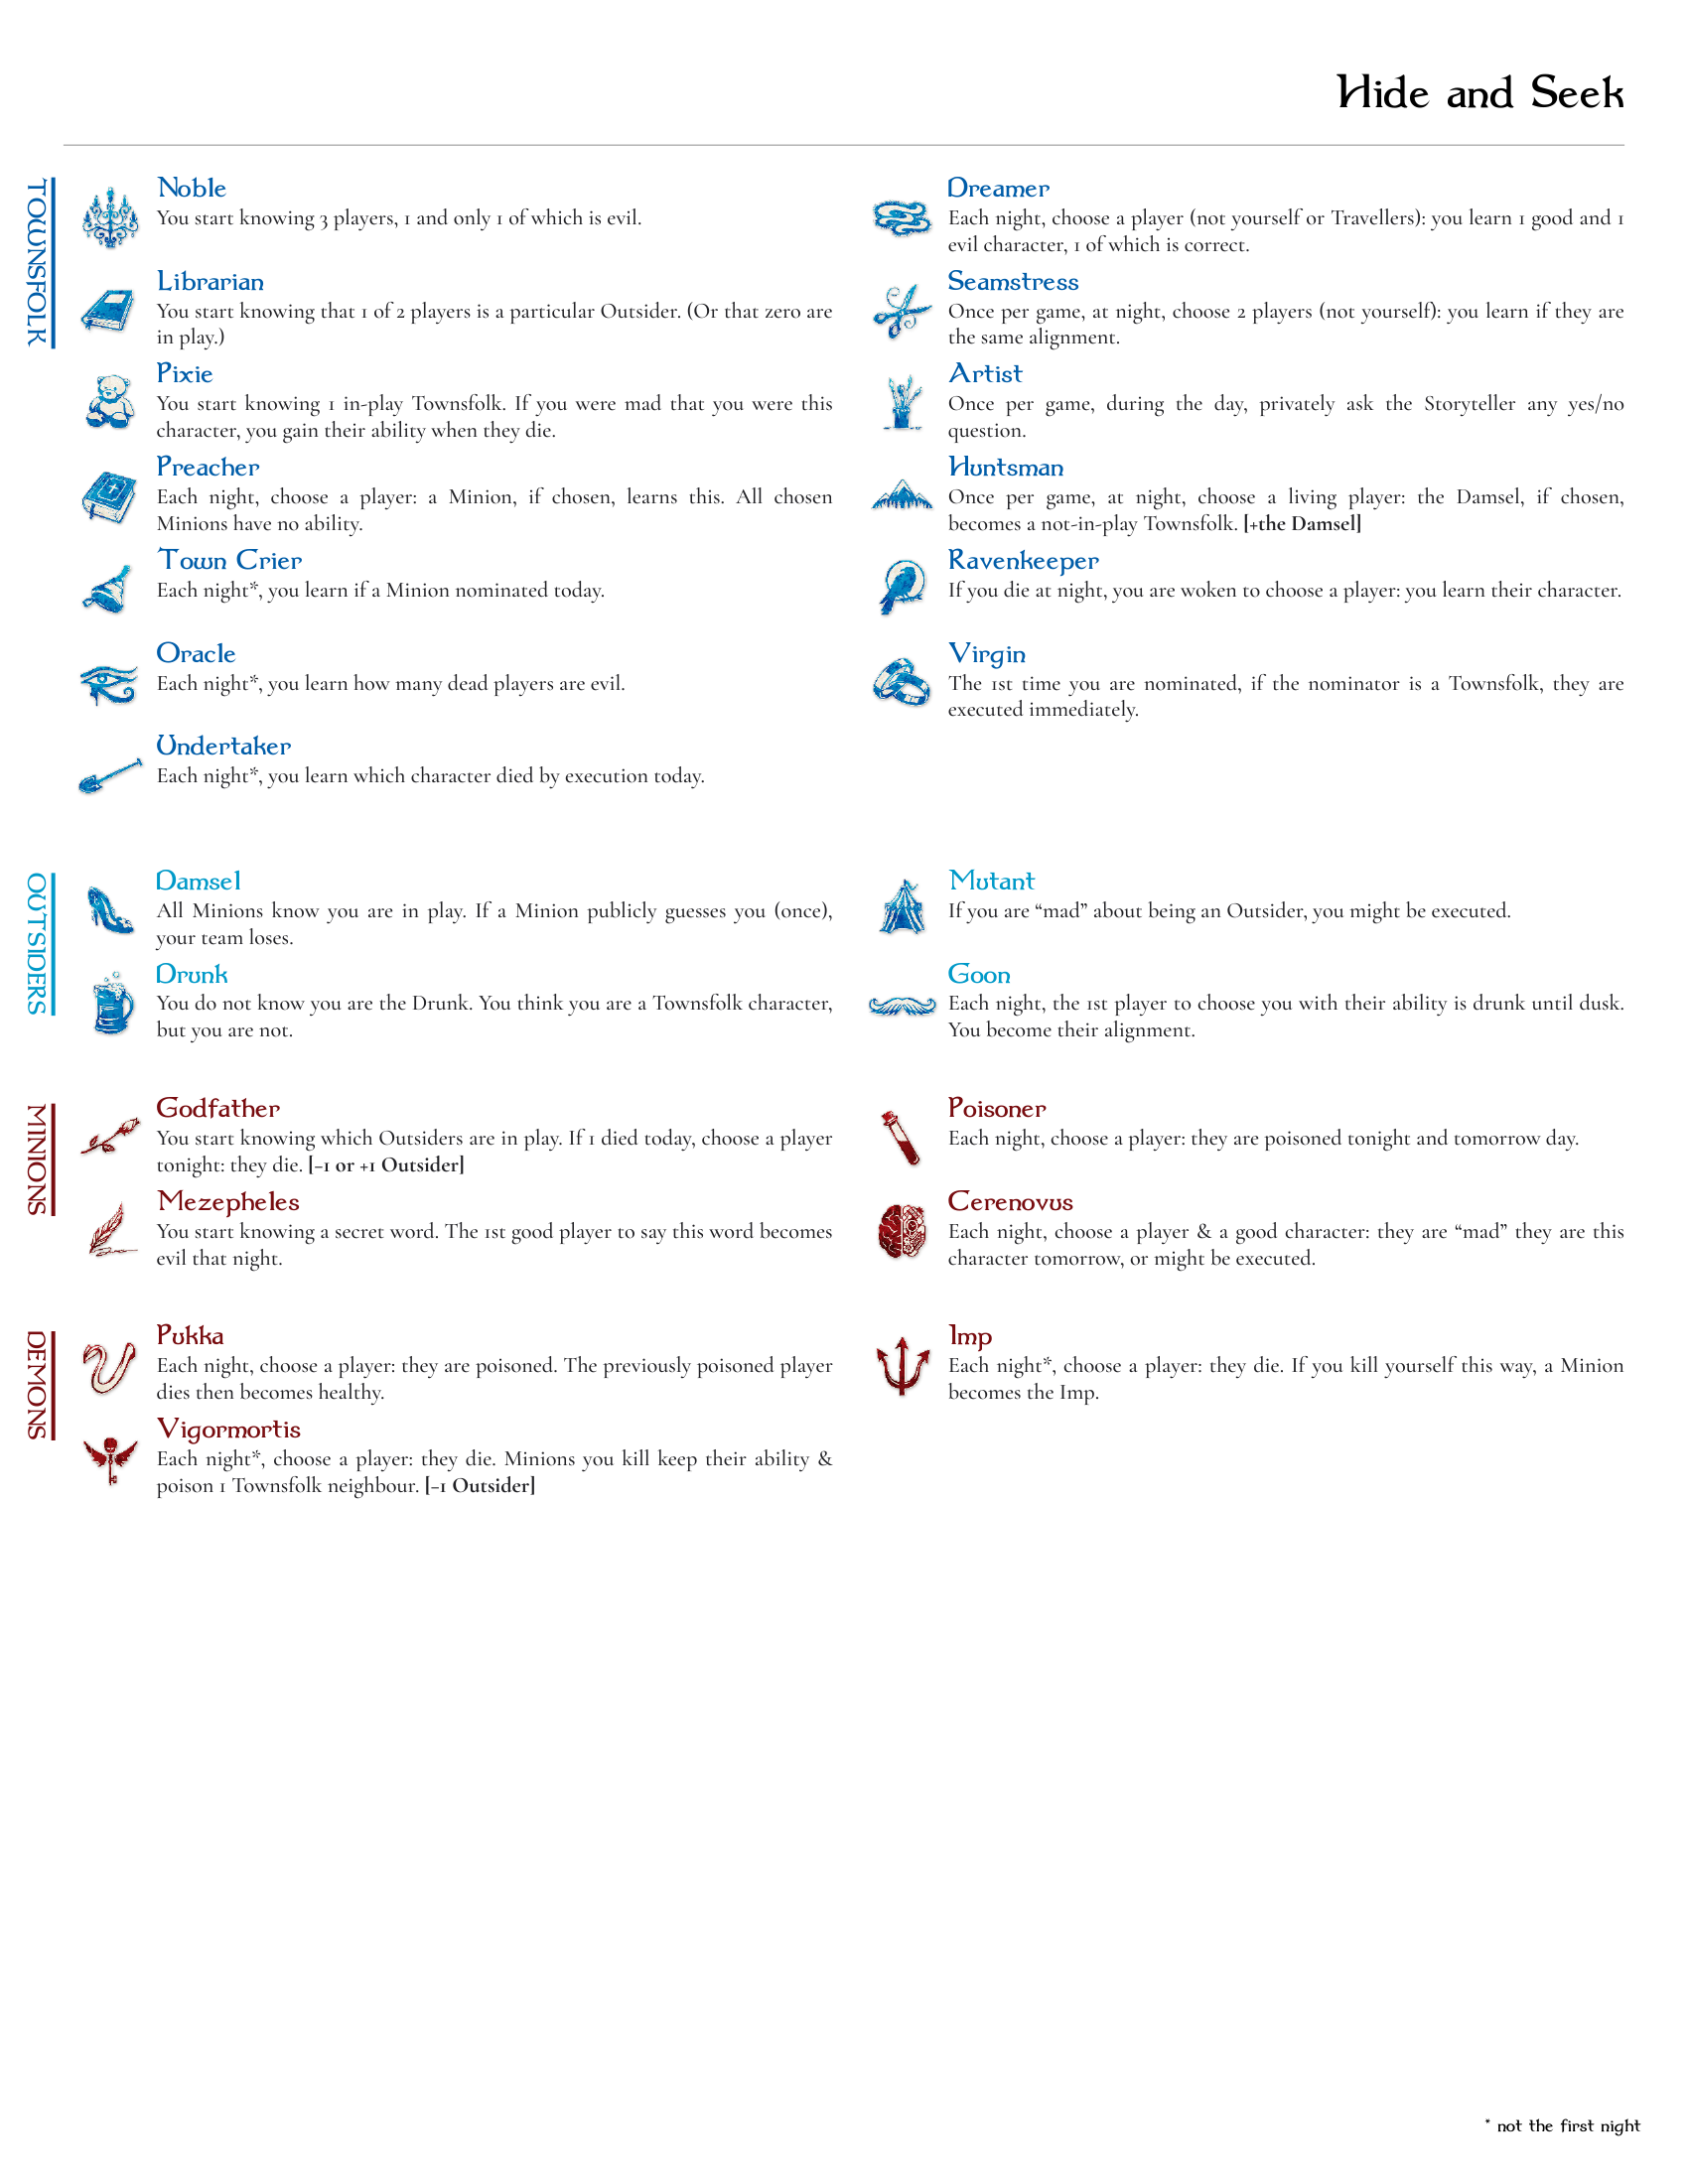 Hide and Seek
TOWNSFOLK
Noble
You start knowing 3 players, 1 and only 1 of which is evil.
Librarian
You start knowing that 1 of 2 players is a particular Outsider. (Or that zero are
in play.)
Pixie
You start knowing 1 in-play Townsfolk. If you were mad that you were this
character, you gain their ability when they die.
Preacher
Each night, choose a player: a Minion, if chosen, learns this. All chosen
Minions have no ability.
Town Crier
Each night*, you learn if a Minion nominated today.
Oracle
Each night*, you learn how many dead players are evil.
Undertaker
Each night*, you learn which character died by execution today.
Dreamer
Each night, choose a player (not yourself or Travellers): you learn 1 good and 1
evil character, 1 of which is correct.
Seamstress
Once per game, at night, choose 2 players (not yourself): you learn if they are
the same alignment.
Artist
Once per game, during the day, privately ask the Storyteller any yes/no
question.
Huntsman
Once per game, at night, choose a living player: the Damsel, if chosen,
becomes a not-in-play Townsfolk. [+the Damsel]
Ravenkeeper
If you die at night, you are woken to choose a player: you learn their character.
Virgin
The 1st time you are nominated, if the nominator is a Townsfolk, they are
executed immediately.
OUTSIDERS
Damsel
All Minions know you are in play. If a Minion publicly guesses you (once),
your team loses.
Drunk
You do not know you are the Drunk. You think you are a Townsfolk character,
but you are not.
Mutant
If you are “mad” about being an Outsider, you might be executed.
Goon
Each night, the 1st player to choose you with their ability is drunk until dusk.
You become their alignment.
MINIONS
Godfather
You start knowing which Outsiders are in play. If 1 died today, choose a player
tonight: they die. [−1 or +1 Outsider]
Mezepheles
You start knowing a secret word. The 1st good player to say this word becomes
evil that night.
Poisoner
Each night, choose a player: they are poisoned tonight and tomorrow day.
Cerenovus
Each night, choose a player & a good character: they are “mad” they are this
character tomorrow, or might be executed.
DEMONS
Pukka
Each night, choose a player: they are poisoned. The previously poisoned player
dies then becomes healthy.
Vigormortis
Each night*, choose a player: they die. Minions you kill keep their ability &
poison 1 Townsfolk neighbour. [−1 Outsider]
Imp
Each night*, choose a player: they die. If you kill yourself this way, a Minion
becomes the Imp.
* not the first night